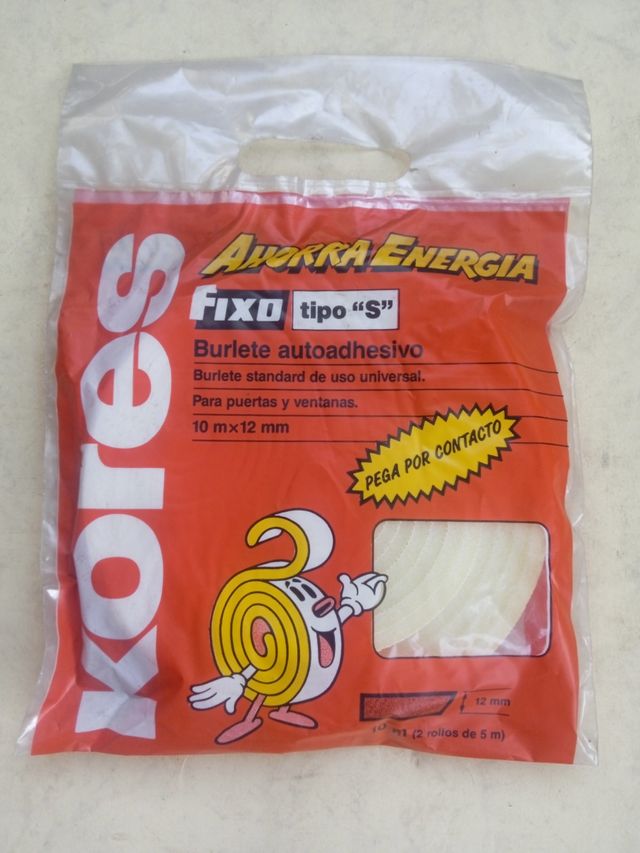 kores
AHORRA ENERGIA
fixo tipo “S”
Burlete autoadhesivo
Burlete standard de uso universal.
Para puertas y ventanas.
10 m×12 mm
PEGA POR CONTACTO
12 mm
10 m (2 rollos de 5 m)